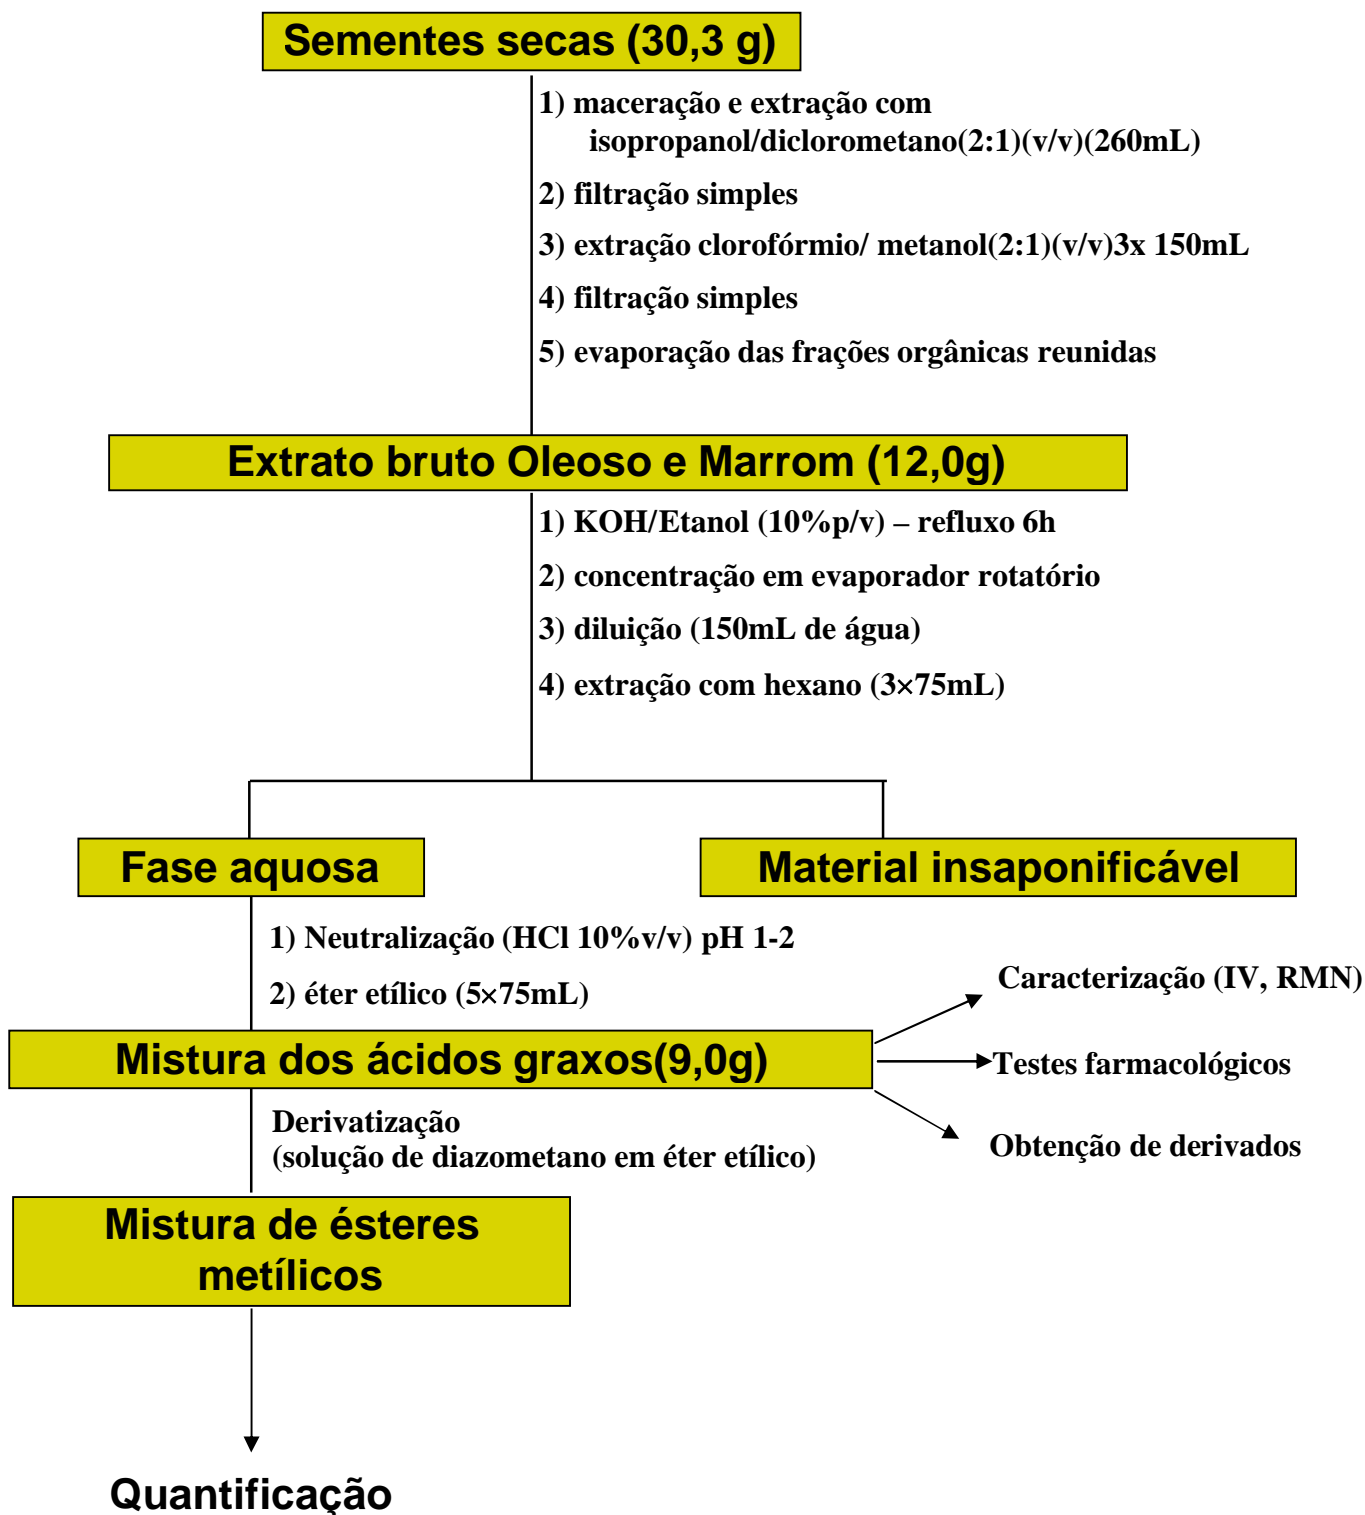 Sementes secas (30,3 g)
1) maceração e extração com
isopropanol/diclorometano(2:1)(v/v)(260mL)
2) filtração simples
3) extração clorofórmio/ metanol(2:1)(v/v)3x 150mL
4) filtração simples
5) evaporação das frações orgânicas reunidas
Extrato bruto Oleoso e Marrom (12,0g)
1) KOH/Etanol (10%p/v) – refluxo 6h
2) concentração em evaporador rotatório
3) diluição (150mL de água)
4) extração com hexano (3×75mL)
Fase aquosa
Material insaponificável
1) Neutralização (HCl 10%v/v) pH 1-2
2) éter etílico (5×75mL)
Caracterização (IV, RMN)
Mistura dos ácidos graxos(9,0g)
Testes farmacológicos
Derivatização
(solução de diazometano em éter etílico)
Obtenção de derivados
Mistura de ésteres
metílicos
Quantificação